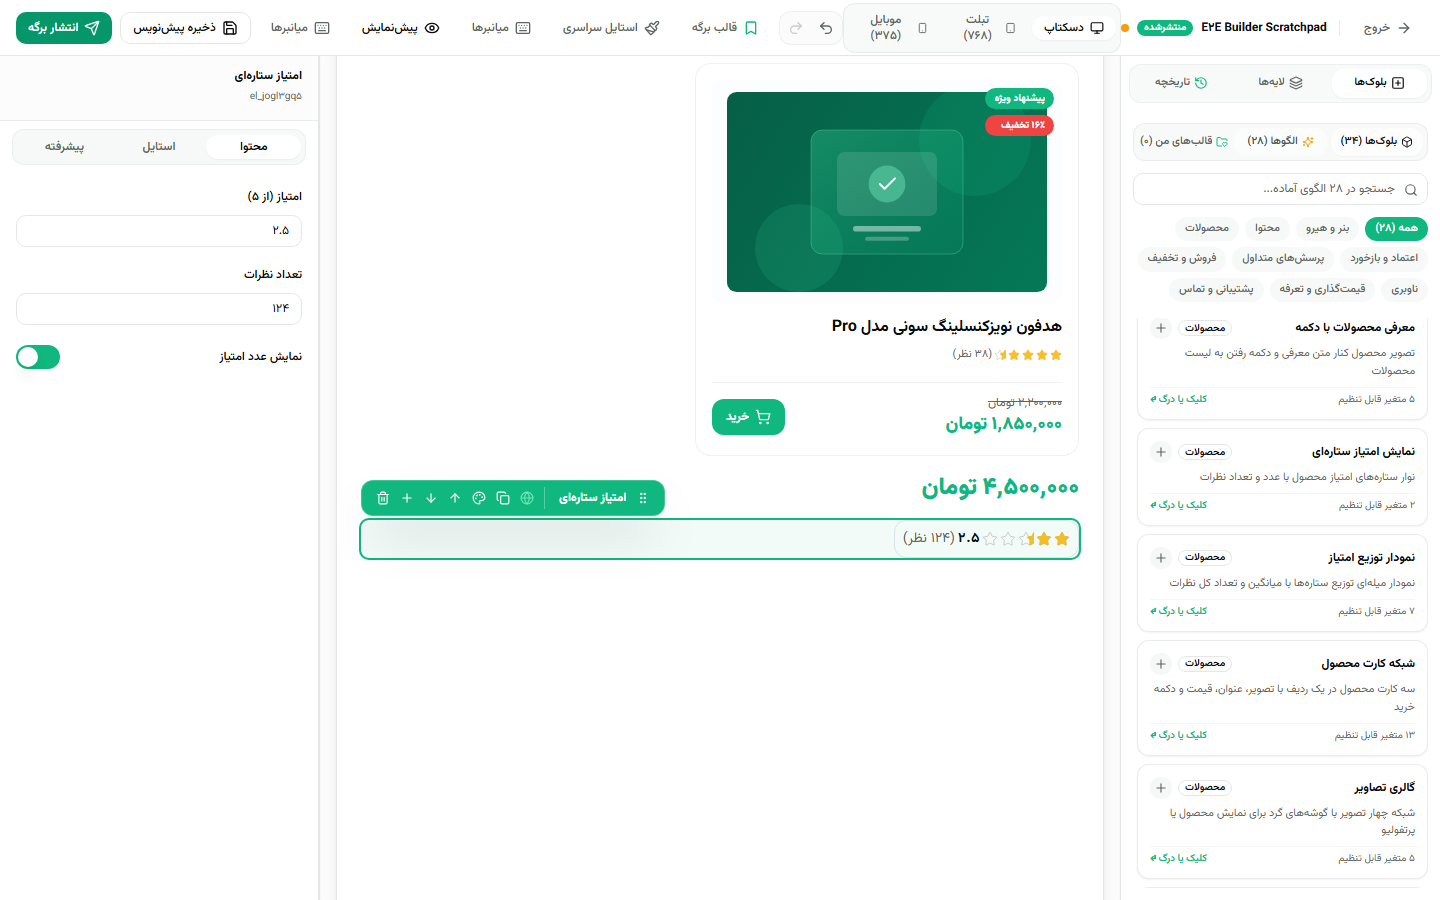 خروج
E2E Builder Scratchpad
منتشرشده
دسکتاپ
تبلت (۷۶۸)
موبایل (۳۷۵)
قالب برگه
استایل سراسری
میانبرها
پیش‌نمایش
میانبرها
ذخیره پیش‌نویس
انتشار برگه
بلوک‌ها
لایه‌ها
تاریخچه
بلوک‌ها (۳۴)
الگوها (۲۸)
قالب‌های من (۰)
جستجو در ۲۸ الگوی آماده...
همه (۲۸)
بنر و هیرو
محتوا
محصولات
اعتماد و بازخورد
پرسش‌های متداول
فروش و تخفیف
ناوبری
قیمت‌گذاری و تعرفه
پشتیبانی و تماس
معرفی محصولات با دکمه
محصولات
تصویر محصول کنار متن معرفی و دکمه رفتن به لیست
محصولات
۵ متغیر قابل تنظیم
کلیک یا درگ
نمایش امتیاز ستاره‌ای
محصولات
نوار ستاره‌های امتیاز محصول با عدد و تعداد نظرات
۲ متغیر قابل تنظیم
کلیک یا درگ
نمودار توزیع امتیاز
محصولات
نمودار میله‌ای توزیع ستاره‌ها با میانگین و تعداد کل نظرات
۷ متغیر قابل تنظیم
کلیک یا درگ
شبکه کارت محصول
محصولات
سه کارت محصول در یک ردیف با تصویر، عنوان، قیمت و دکمه
خرید
۱۳ متغیر قابل تنظیم
کلیک یا درگ
گالری تصاویر
محصولات
شبکه چهار تصویر با گوشه‌های گرد برای نمایش محصول یا
پرتفولیو
۵ متغیر قابل تنظیم
کلیک یا درگ
پیشنهاد ویژه
۱۶٪ تخفیف
هدفون نویزکنسلینگ سونی مدل Pro
(۳۸ نظر)
۲,۲۰۰,۰۰۰ تومان
۱,۸۵۰,۰۰۰ تومان
خرید
۴,۵۰۰,۰۰۰ تومان
امتیاز ستاره‌ای
۲.۵ (۱۲۴ نظر)
امتیاز ستاره‌ای
el_jogl3gq5
محتوا
استایل
پیشرفته
امتیاز (از ۵)
۲.۵
تعداد نظرات
۱۲۴
نمایش عدد امتیاز